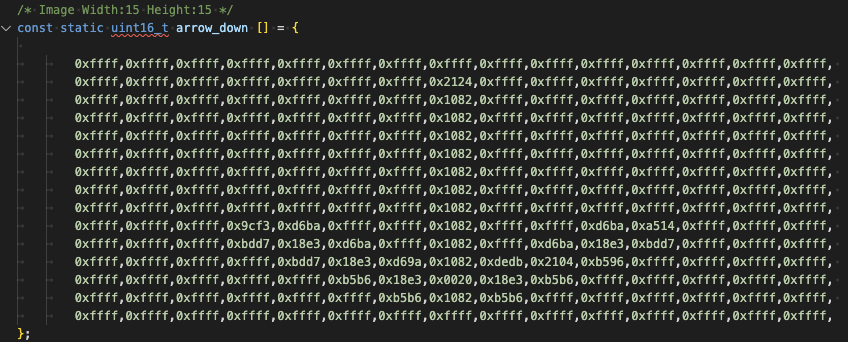 /* Image Width:15 Height:15 */
const static uint16_t arrow_down [] = {
0xffff,0xffff,0xffff,0xffff,0xffff,0xffff,0xffff,0xffff,0xffff,0xffff,0xffff,0xffff,0xffff,0xffff,0xffff,
0xffff,0xffff,0xffff,0xffff,0xffff,0xffff,0xffff,0x2124,0xffff,0xffff,0xffff,0xffff,0xffff,0xffff,0xffff,
0xffff,0xffff,0xffff,0xffff,0xffff,0xffff,0xffff,0x1082,0xffff,0xffff,0xffff,0xffff,0xffff,0xffff,0xffff,
0xffff,0xffff,0xffff,0xffff,0xffff,0xffff,0xffff,0x1082,0xffff,0xffff,0xffff,0xffff,0xffff,0xffff,0xffff,
0xffff,0xffff,0xffff,0xffff,0xffff,0xffff,0xffff,0x1082,0xffff,0xffff,0xffff,0xffff,0xffff,0xffff,0xffff,
0xffff,0xffff,0xffff,0xffff,0xffff,0xffff,0xffff,0x1082,0xffff,0xffff,0xffff,0xffff,0xffff,0xffff,0xffff,
0xffff,0xffff,0xffff,0xffff,0xffff,0xffff,0xffff,0x1082,0xffff,0xffff,0xffff,0xffff,0xffff,0xffff,0xffff,
0xffff,0xffff,0xffff,0xffff,0xffff,0xffff,0xffff,0x1082,0xffff,0xffff,0xffff,0xffff,0xffff,0xffff,0xffff,
0xffff,0xffff,0xffff,0xffff,0xffff,0xffff,0xffff,0x1082,0xffff,0xffff,0xffff,0xffff,0xffff,0xffff,0xffff,
0xffff,0xffff,0xffff,0x9cf3,0xd6ba,0xffff,0xffff,0x1082,0xffff,0xffff,0xd6ba,0xa514,0xffff,0xffff,0xffff,
0xffff,0xffff,0xffff,0xbdd7,0x18e3,0xd6ba,0xffff,0x1082,0xffff,0xd6ba,0x18e3,0xbdd7,0xffff,0xffff,0xffff,
0xffff,0xffff,0xffff,0xffff,0xbdd7,0x18e3,0xd69a,0x1082,0xdedb,0x2104,0xb596,0xffff,0xffff,0xffff,0xffff,
0xffff,0xffff,0xffff,0xffff,0xffff,0xb5b6,0x18e3,0x0020,0x18e3,0xb5b6,0xffff,0xffff,0xffff,0xffff,0xffff,
0xffff,0xffff,0xffff,0xffff,0xffff,0xffff,0xb5b6,0x1082,0xb5b6,0xffff,0xffff,0xffff,0xffff,0xffff,0xffff,
0xffff,0xffff,0xffff,0xffff,0xffff,0xffff,0xffff,0xffff,0xffff,0xffff,0xffff,0xffff,0xffff,0xffff,0xffff,
};